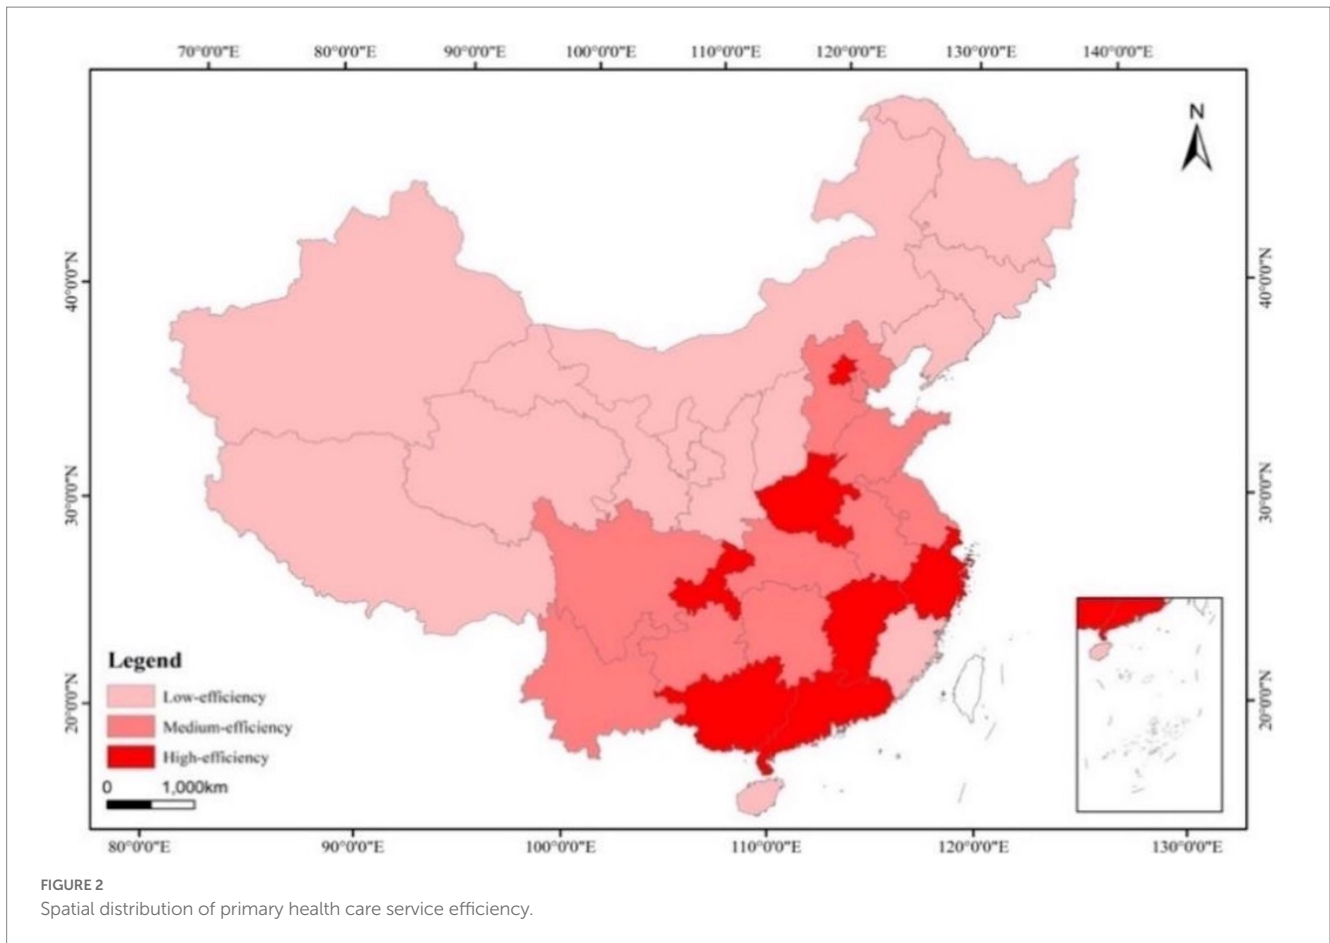 70°0'0"E 80°0'0"E 90°0'0"E 100°0'0"E 110°0'0"E 120°0'0"E 130°0'0"E 140°0'0"E
N
40°0'0"N
40°0'0"N
30°0'0"N
30°0'0"N
20°0'0"N
20°0'0"N
Legend
Low-efficiency
Medium-efficiency
High-efficiency
0 1,000km
80°0'0"E 90°0'0"E 100°0'0"E 110°0'0"E 120°0'0"E 130°0'0"E
FIGURE 2
Spatial distribution of primary health care service efficiency.